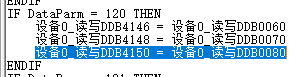 ENDIF
IF DataParm = 120 THEN
设备0_读写DDB4146 = 设备0_读写DDB0060
设备0_读写DDB4148 = 设备0_读写DDB0070
设备0_读写DDB4150 = 设备0_读写DDB0080
ENDIF